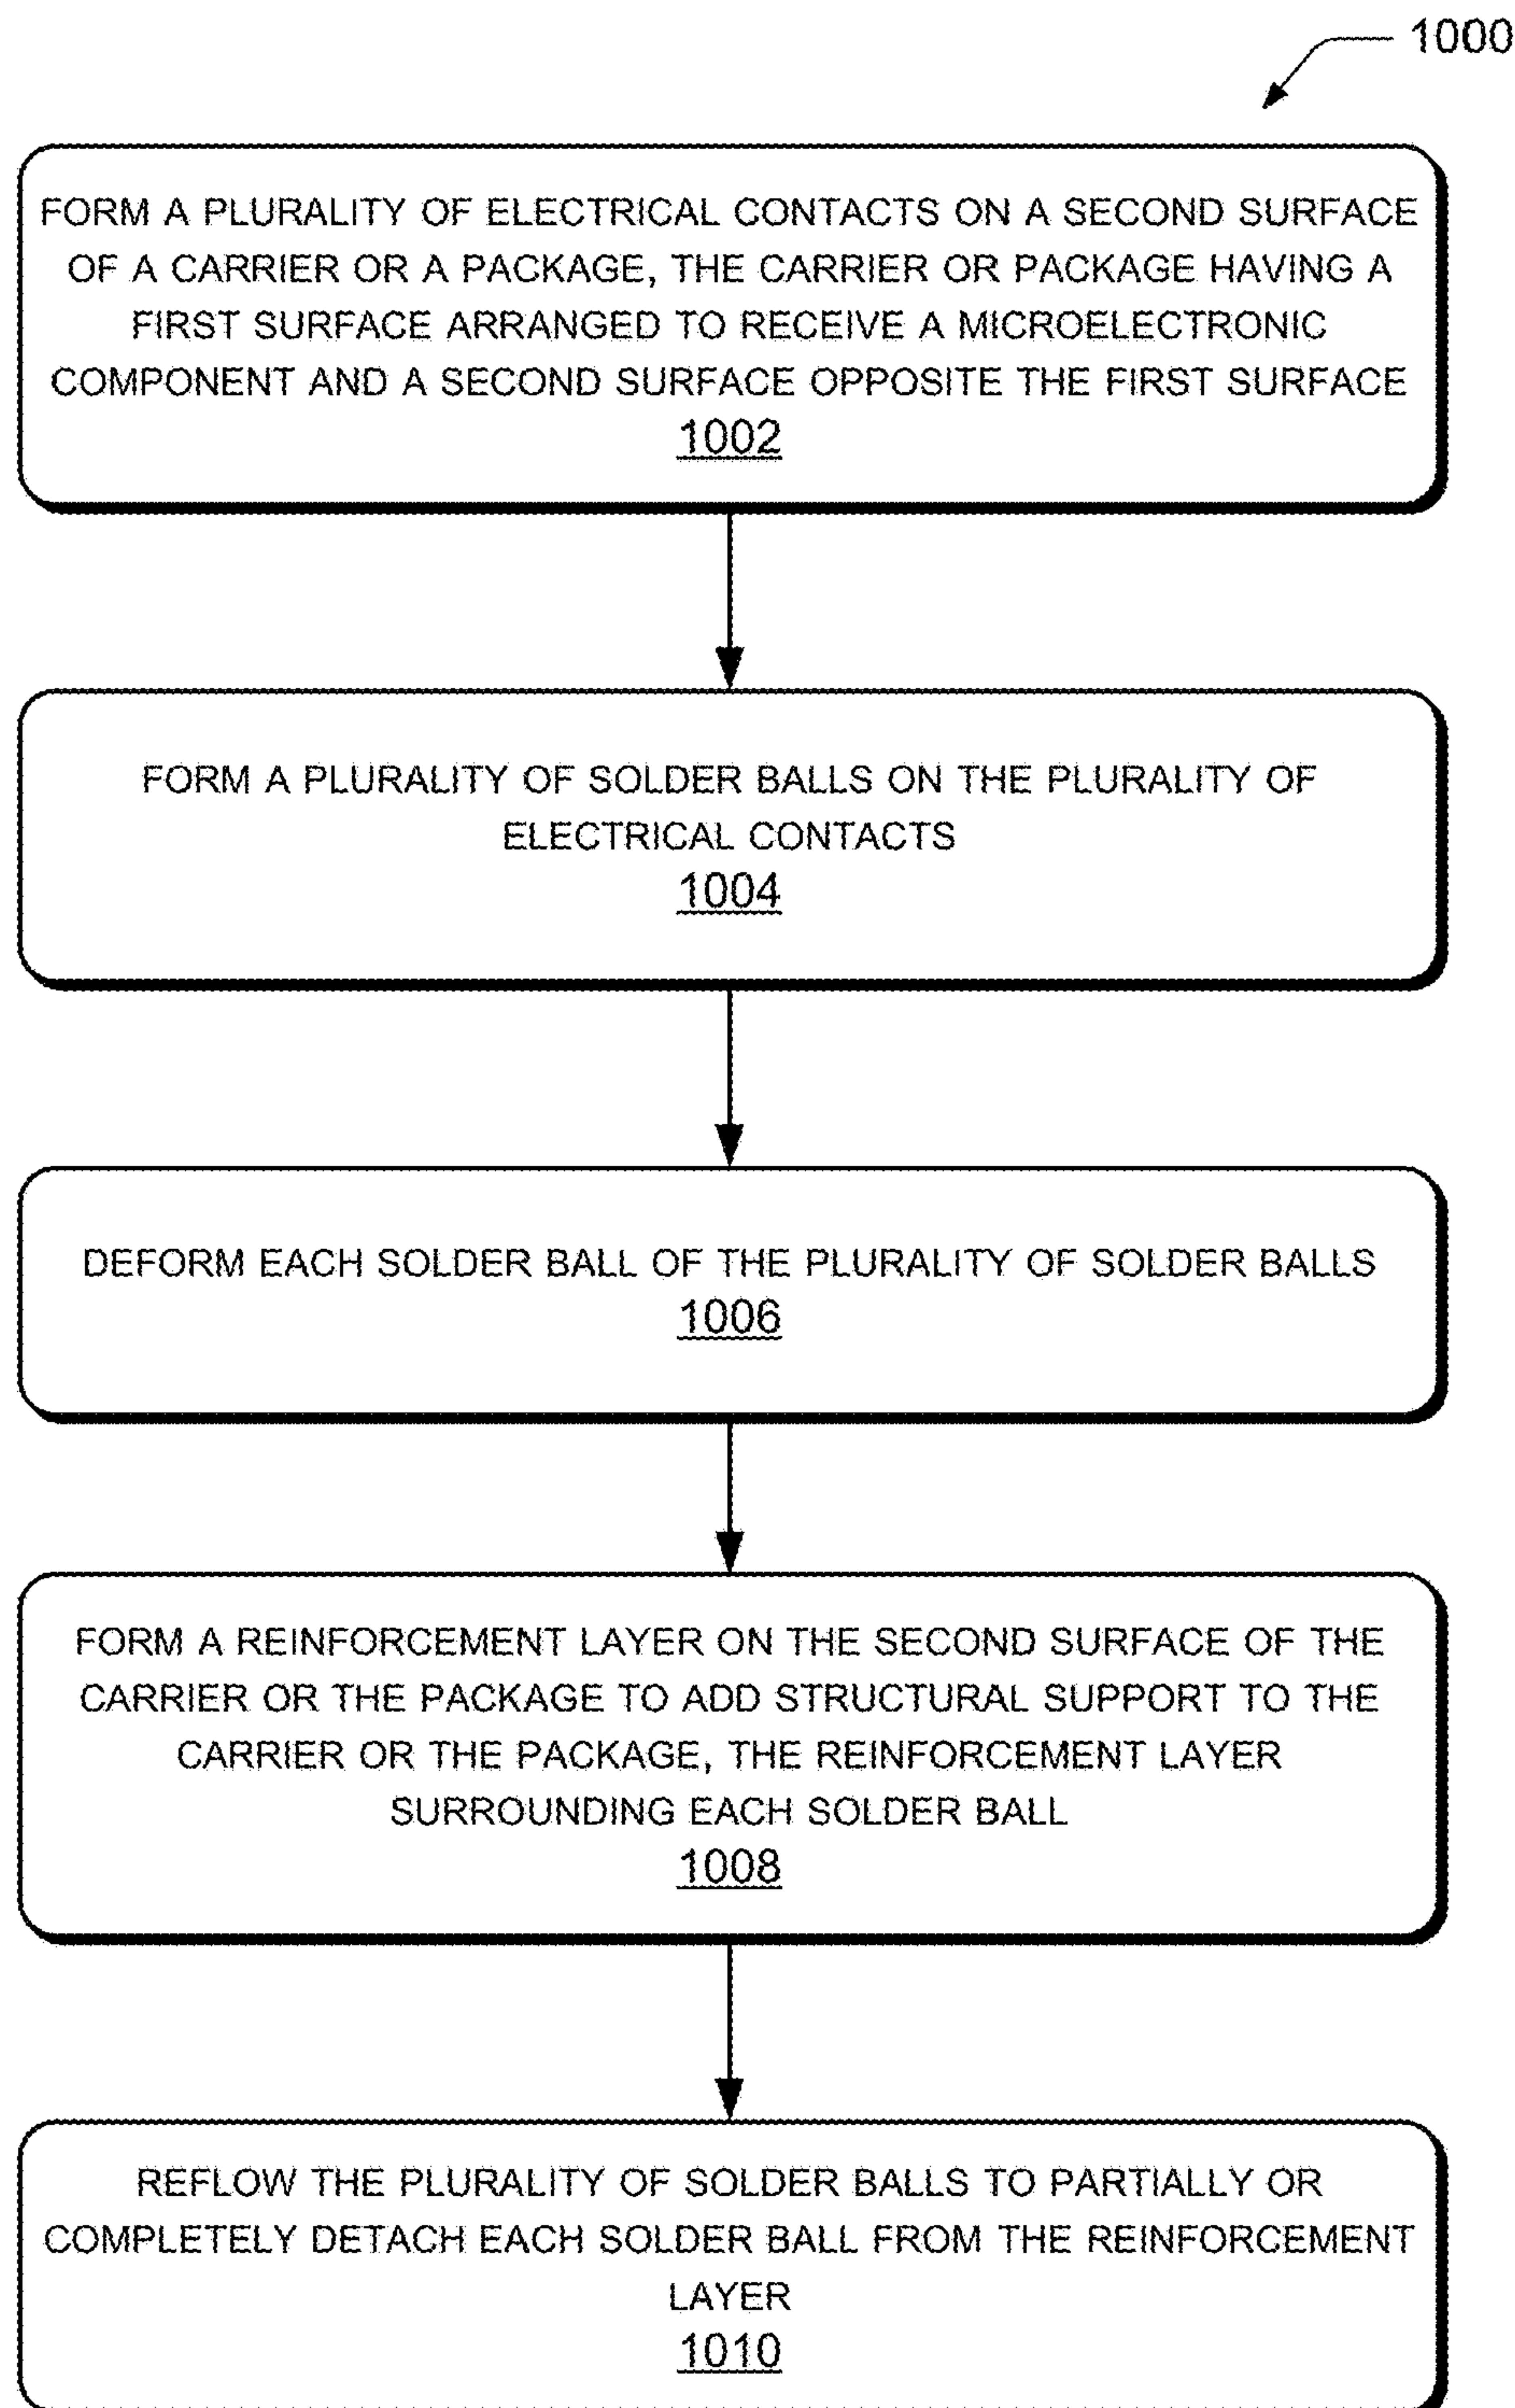 1000
FORM A PLURALITY OF ELECTRICAL CONTACTS ON A SECOND SURFACE
OF A CARRIER OR A PACKAGE, THE CARRIER OR PACKAGE HAVING A
FIRST SURFACE ARRANGED TO RECEIVE A MICROELECTRONIC
COMPONENT AND A SECOND SURFACE OPPOSITE THE FIRST SURFACE
1002
FORM A PLURALITY OF SOLDER BALLS ON THE PLURALITY OF
ELECTRICAL CONTACTS
1004
DEFORM EACH SOLDER BALL OF THE PLURALITY OF SOLDER BALLS
1006
FORM A REINFORCEMENT LAYER ON THE SECOND SURFACE OF THE
CARRIER OR THE PACKAGE TO ADD STRUCTURAL SUPPORT TO THE
CARRIER OR THE PACKAGE, THE REINFORCEMENT LAYER
SURROUNDING EACH SOLDER BALL
1008
REFLOW THE PLURALITY OF SOLDER BALLS TO PARTIALLY OR
COMPLETELY DETACH EACH SOLDER BALL FROM THE REINFORCEMENT
LAYER
1010